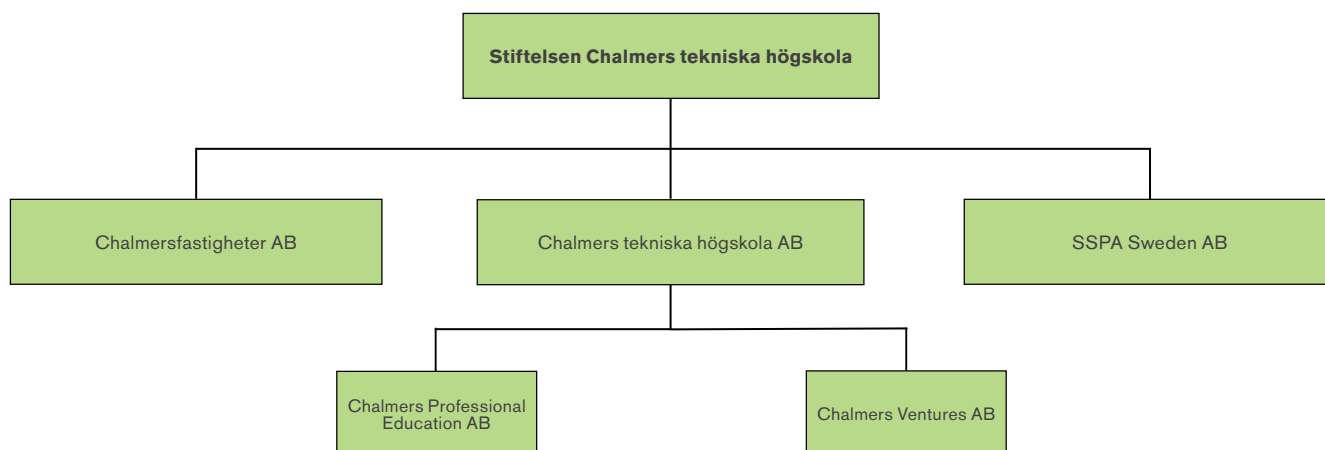 Stiftelsen Chalmers tekniska högskola
Chalmersfastigheter AB
Chalmers tekniska högskola AB
SSPA Sweden AB
Chalmers Professional
Education AB
Chalmers Ventures AB